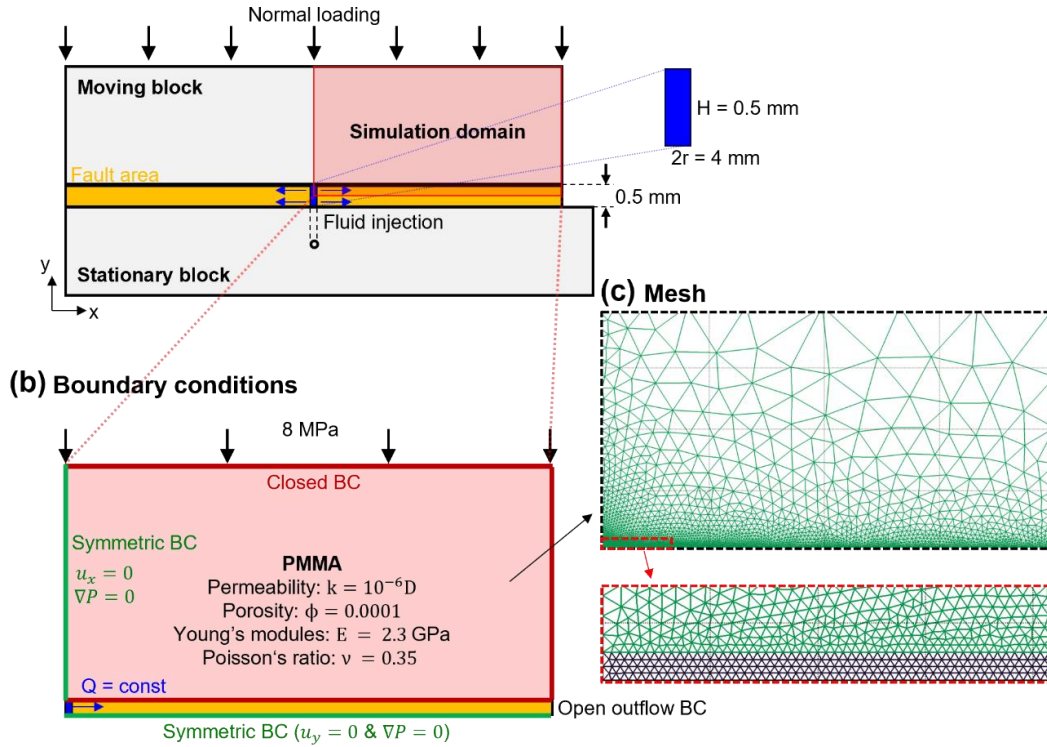 Normal loading
Moving block
Simulation domain
H = 0.5 mm
2r = 4 mm
Fault area
0.5 mm
Fluid injection
Stationary block
y
x
(c) Mesh
(b) Boundary conditions
8 MPa
Closed BC
Symmetric BC
u_x = 0
∇P = 0
PMMA
Permeability: k = 10⁻⁶D
Porosity: ϕ = 0.0001
Young's modules: E = 2.3 GPa
Poisson's ratio: ν = 0.35
Q = const
Open outflow BC
Symmetric BC (u_y = 0 & ∇P = 0)